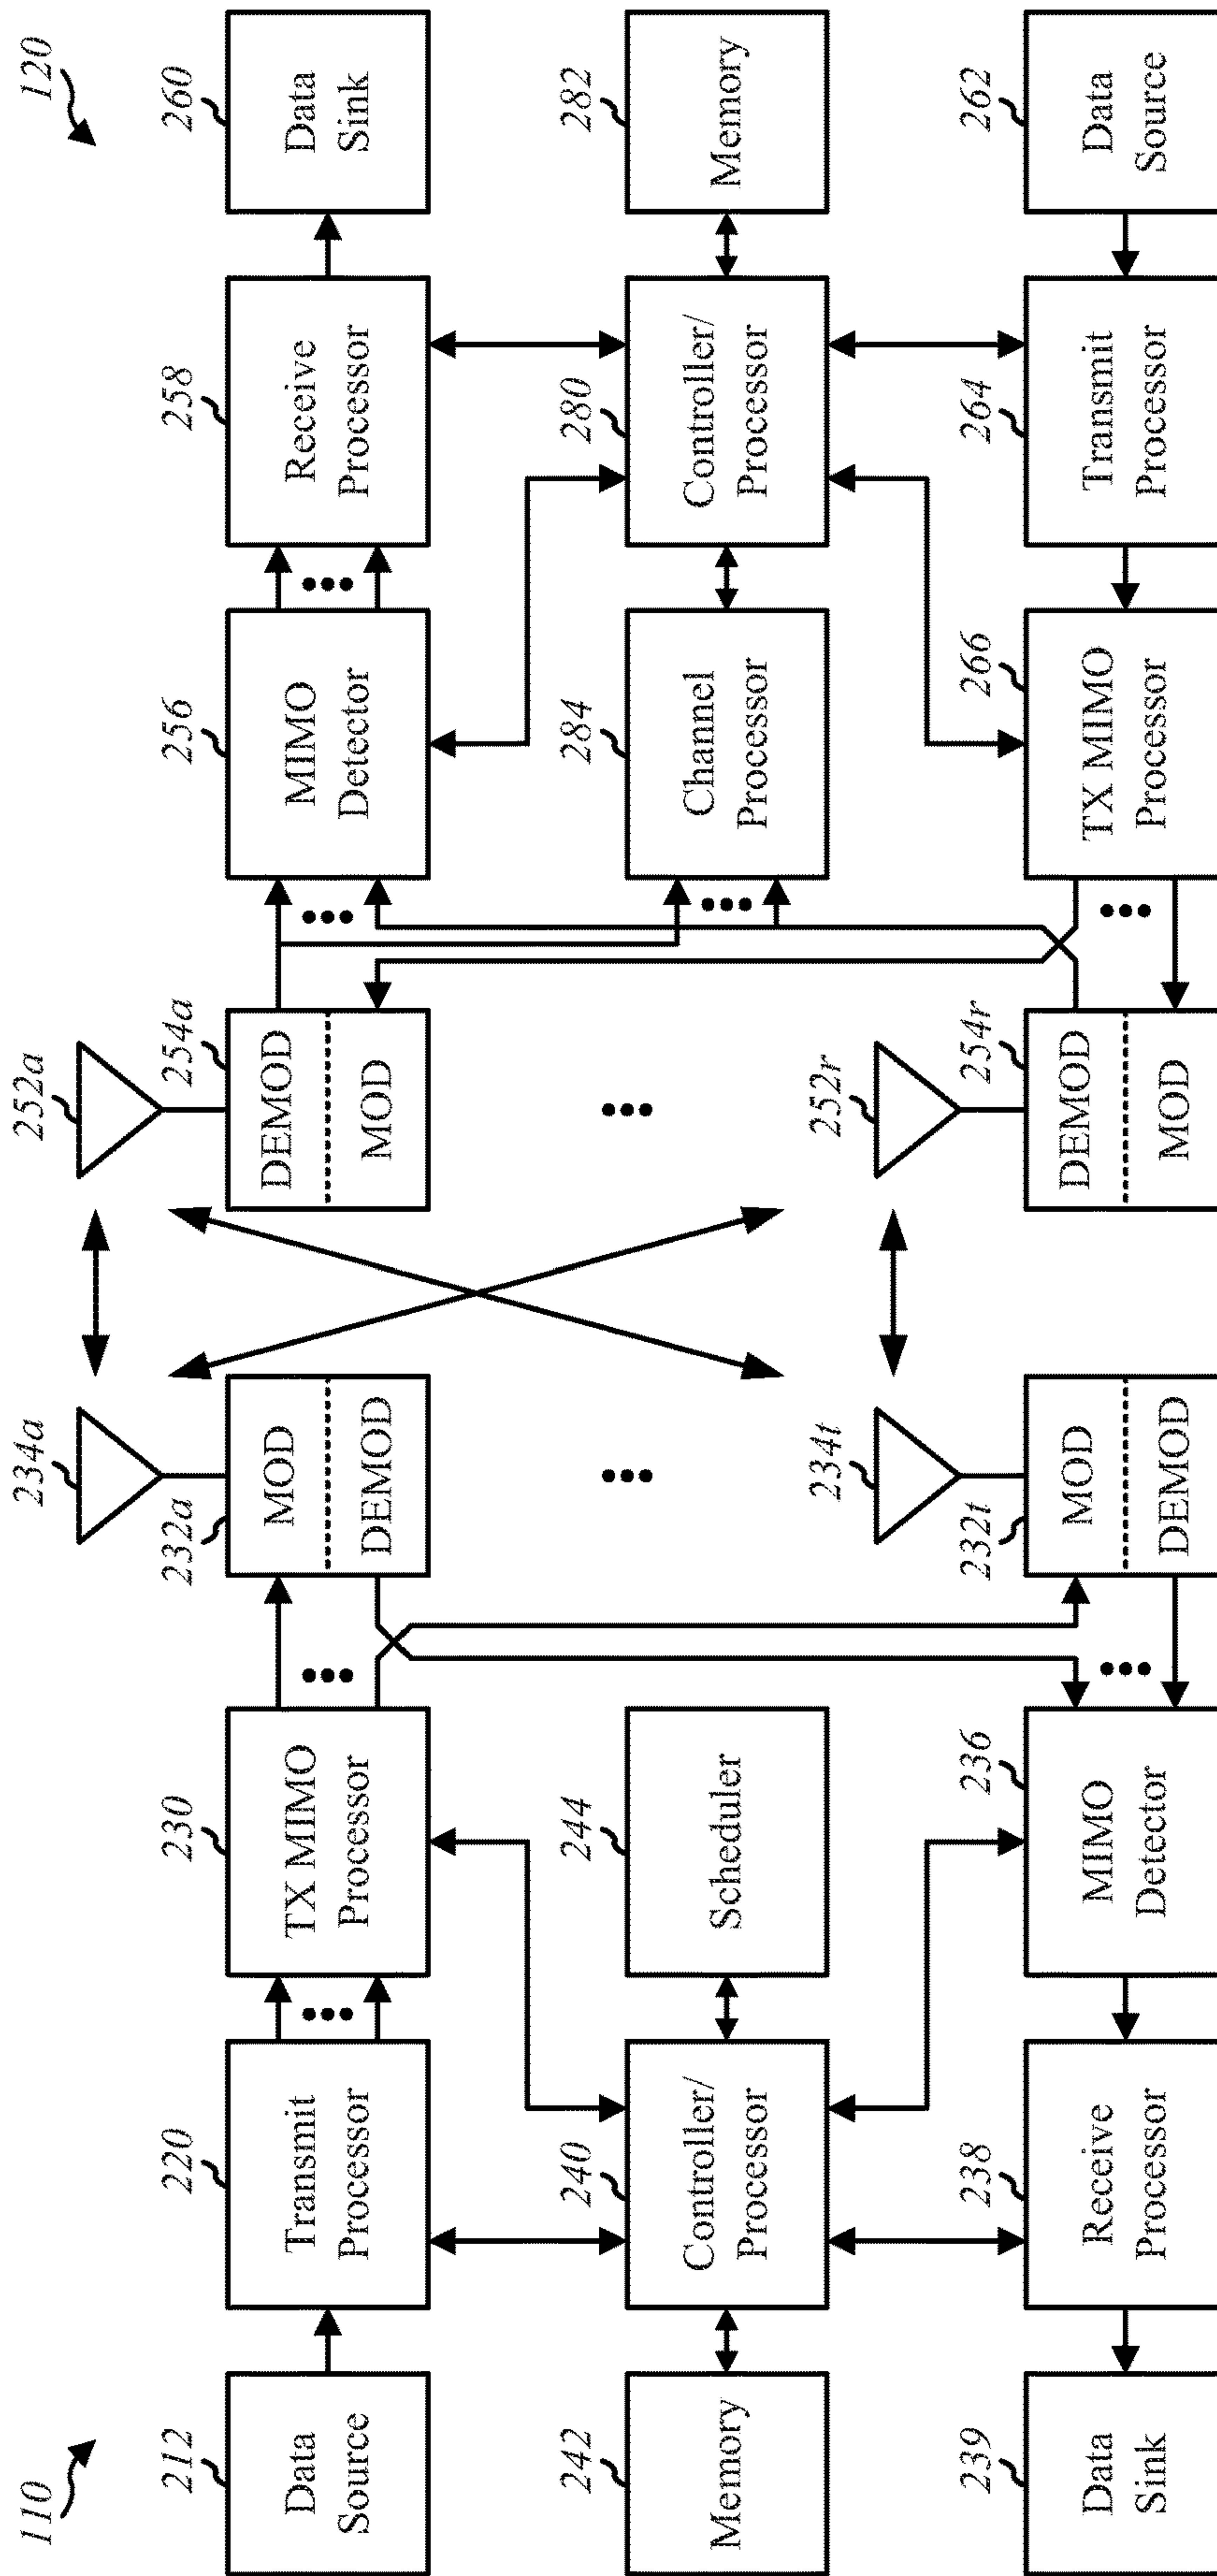 110
120
212
Data
Source
220
Transmit
Processor
230
TX MIMO
Processor
232a
234a
MOD
DEMOD
252a
254a
DEMOD
MOD
256
MIMO
Detector
258
Receive
Processor
260
Data
Sink
242
Memory
240
Controller/
Processor
244
Scheduler
284
Channel
Processor
280
Controller/
Processor
282
Memory
239
Data
Sink
238
Receive
Processor
236
MIMO
Detector
232t
234t
MOD
DEMOD
252r
254r
DEMOD
MOD
266
TX MIMO
Processor
264
Transmit
Processor
262
Data
Source